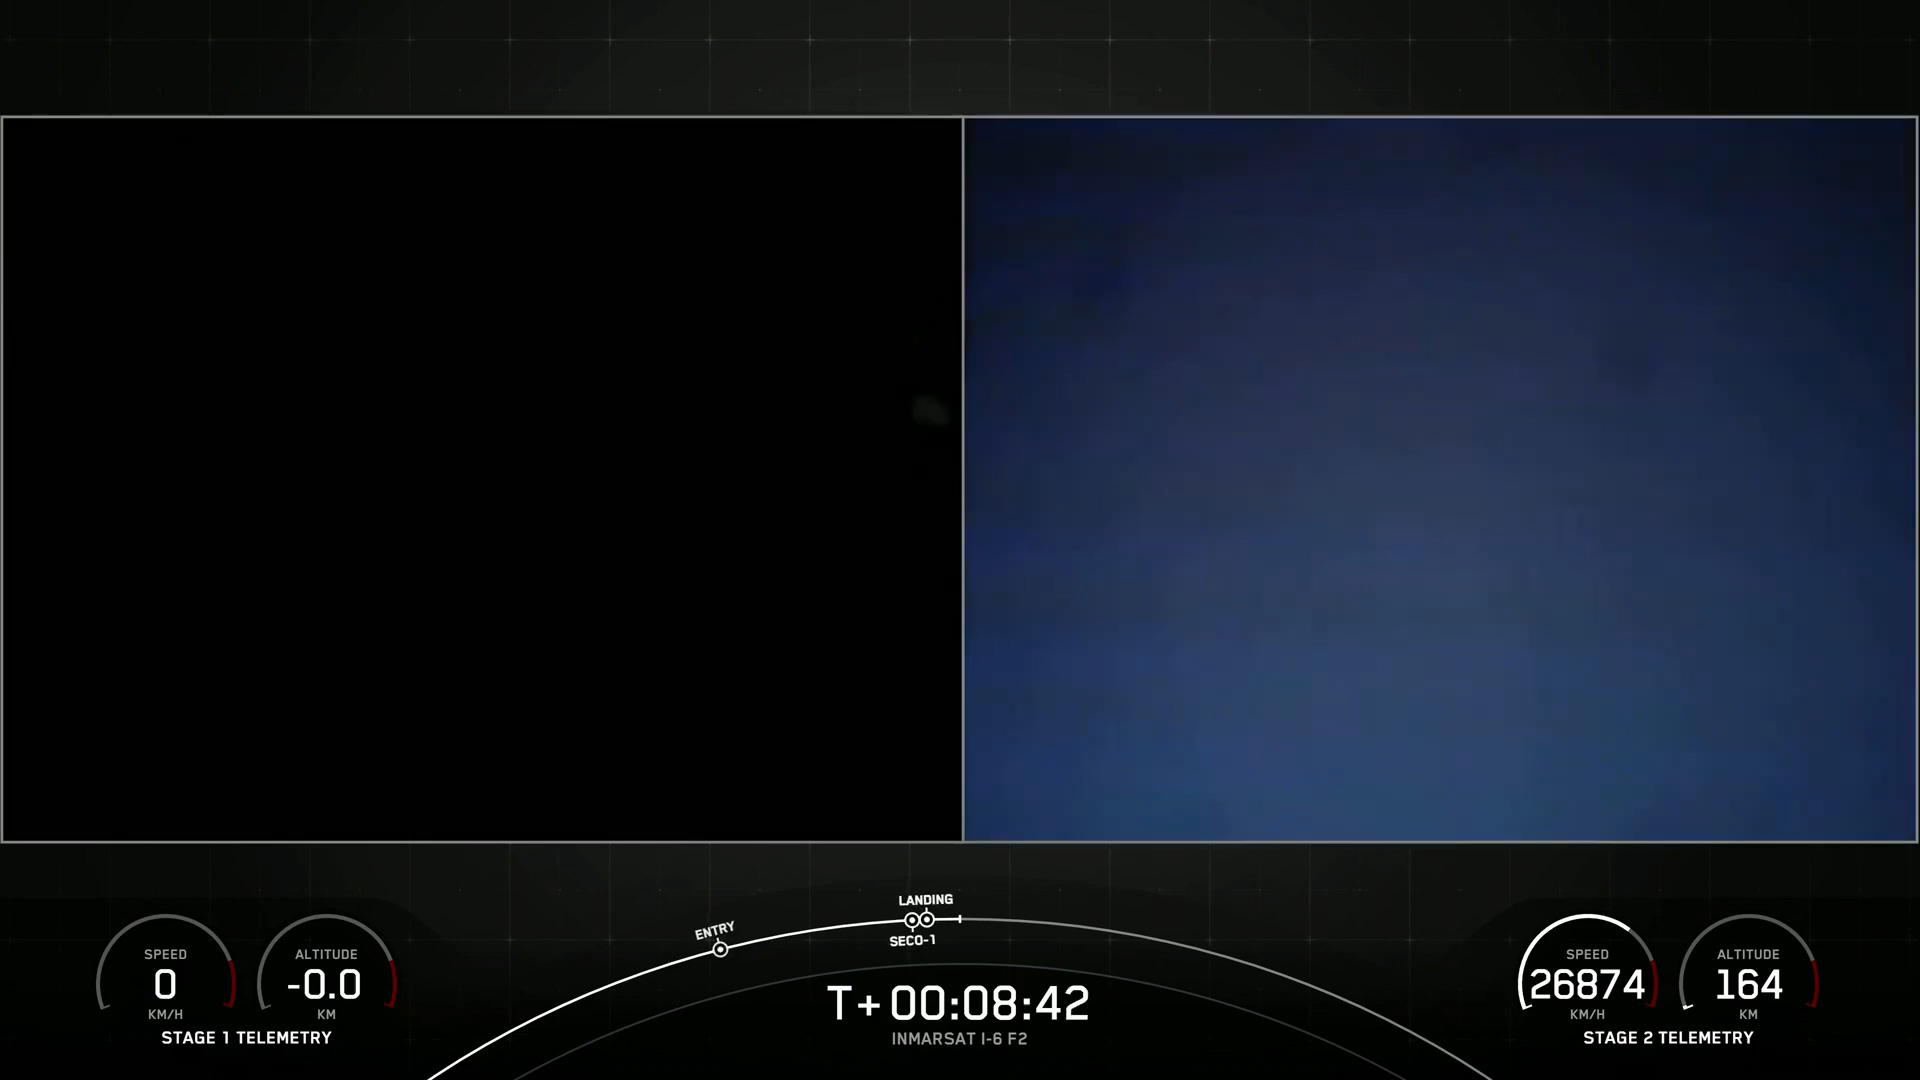 LANDING
ENTRY
SECO-1
SPEED
0
KM/H
ALTITUDE
-0.0
KM
STAGE 1 TELEMETRY
T+00:08:42
INMARSAT I-6 F2
SPEED
26874
KM/H
ALTITUDE
164
KM
STAGE 2 TELEMETRY